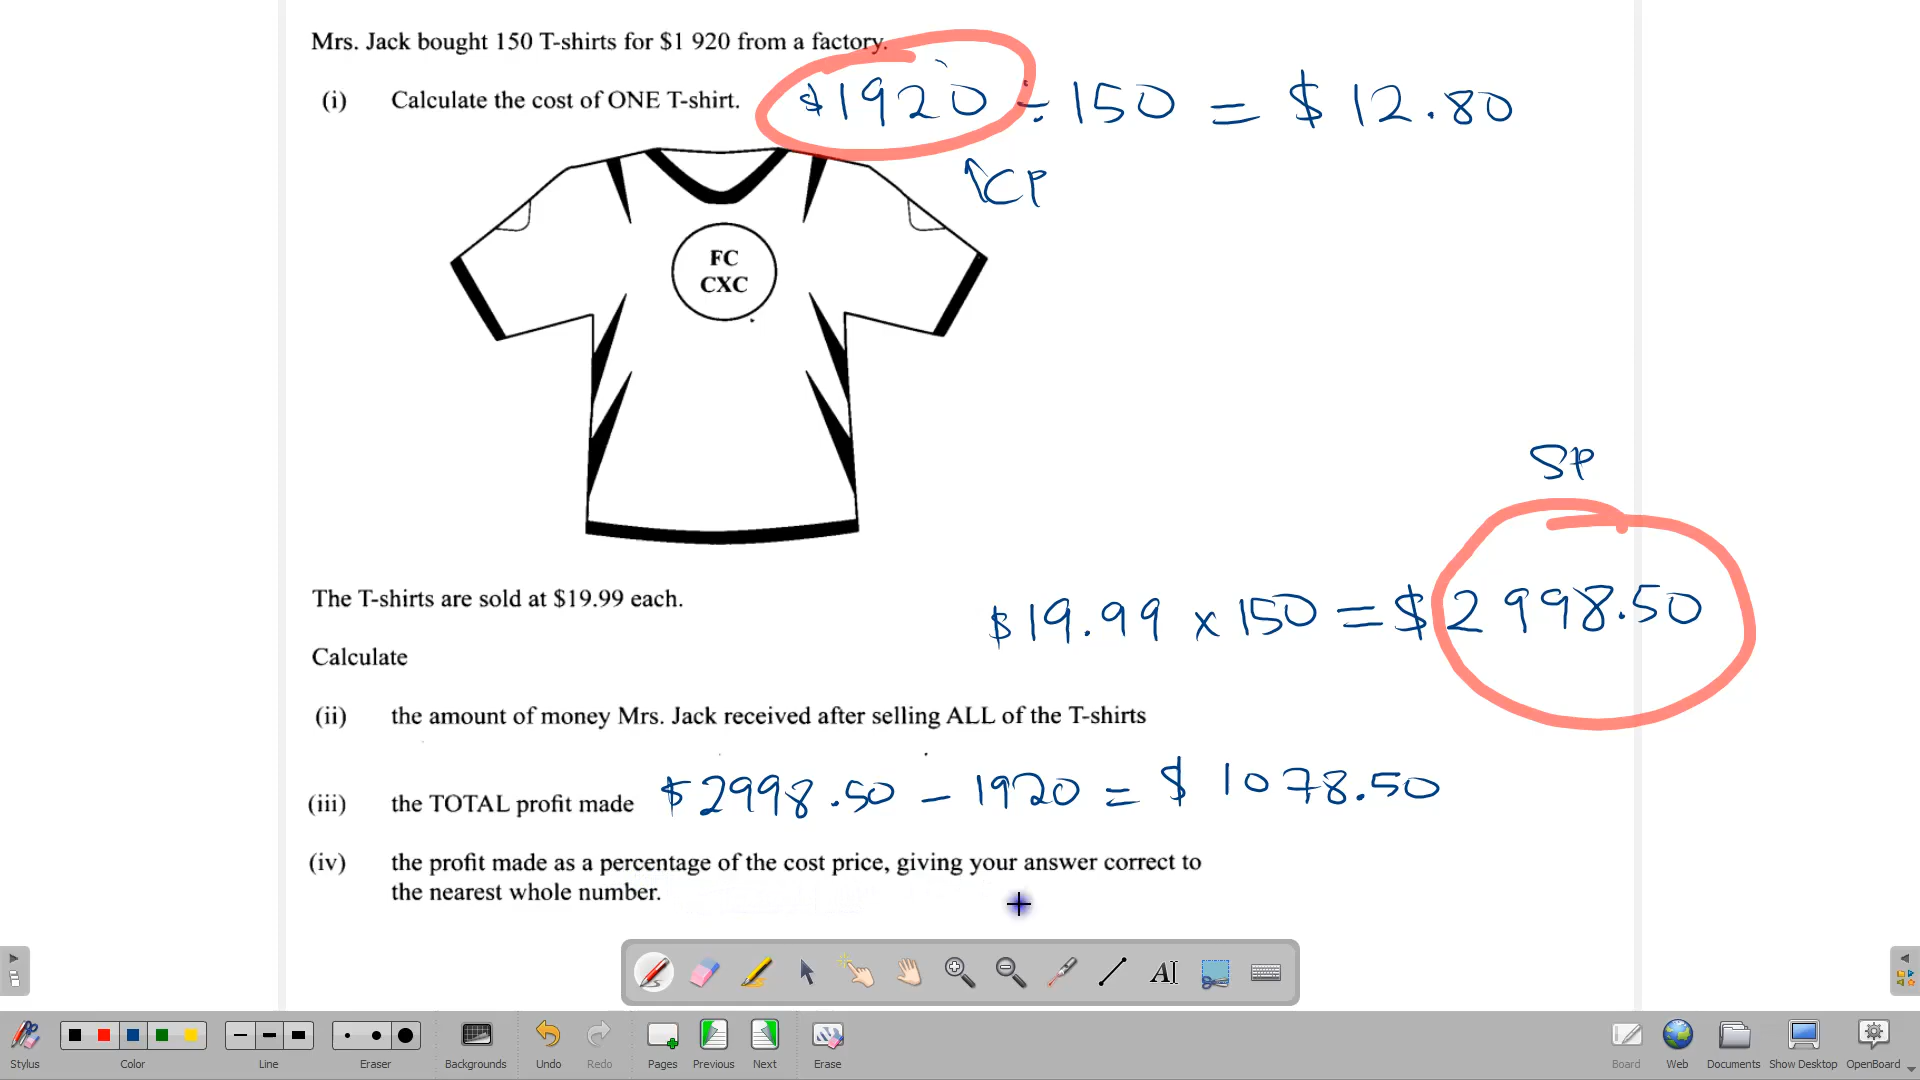 Mrs. Jack bought 150 T-shirts for $1 920 from a factory.
(i) Calculate the cost of ONE T-shirt. $1920 ÷ 150 = $ 12.80
CP
FC
CXC
SP
The T-shirts are sold at $19.99 each.
$19.99 x 150 = $2998.50
Calculate
(ii) the amount of money Mrs. Jack received after selling ALL of the T-shirts
(iii) the TOTAL profit made $2998.50 - 1920 = $ 1078.50
(iv) the profit made as a percentage of the cost price, giving your answer correct to
the nearest whole number.
AI
Stylus Color Line Eraser Backgrounds Undo Redo Pages Previous Next Erase Board Web Documents Show Desktop OpenBoard